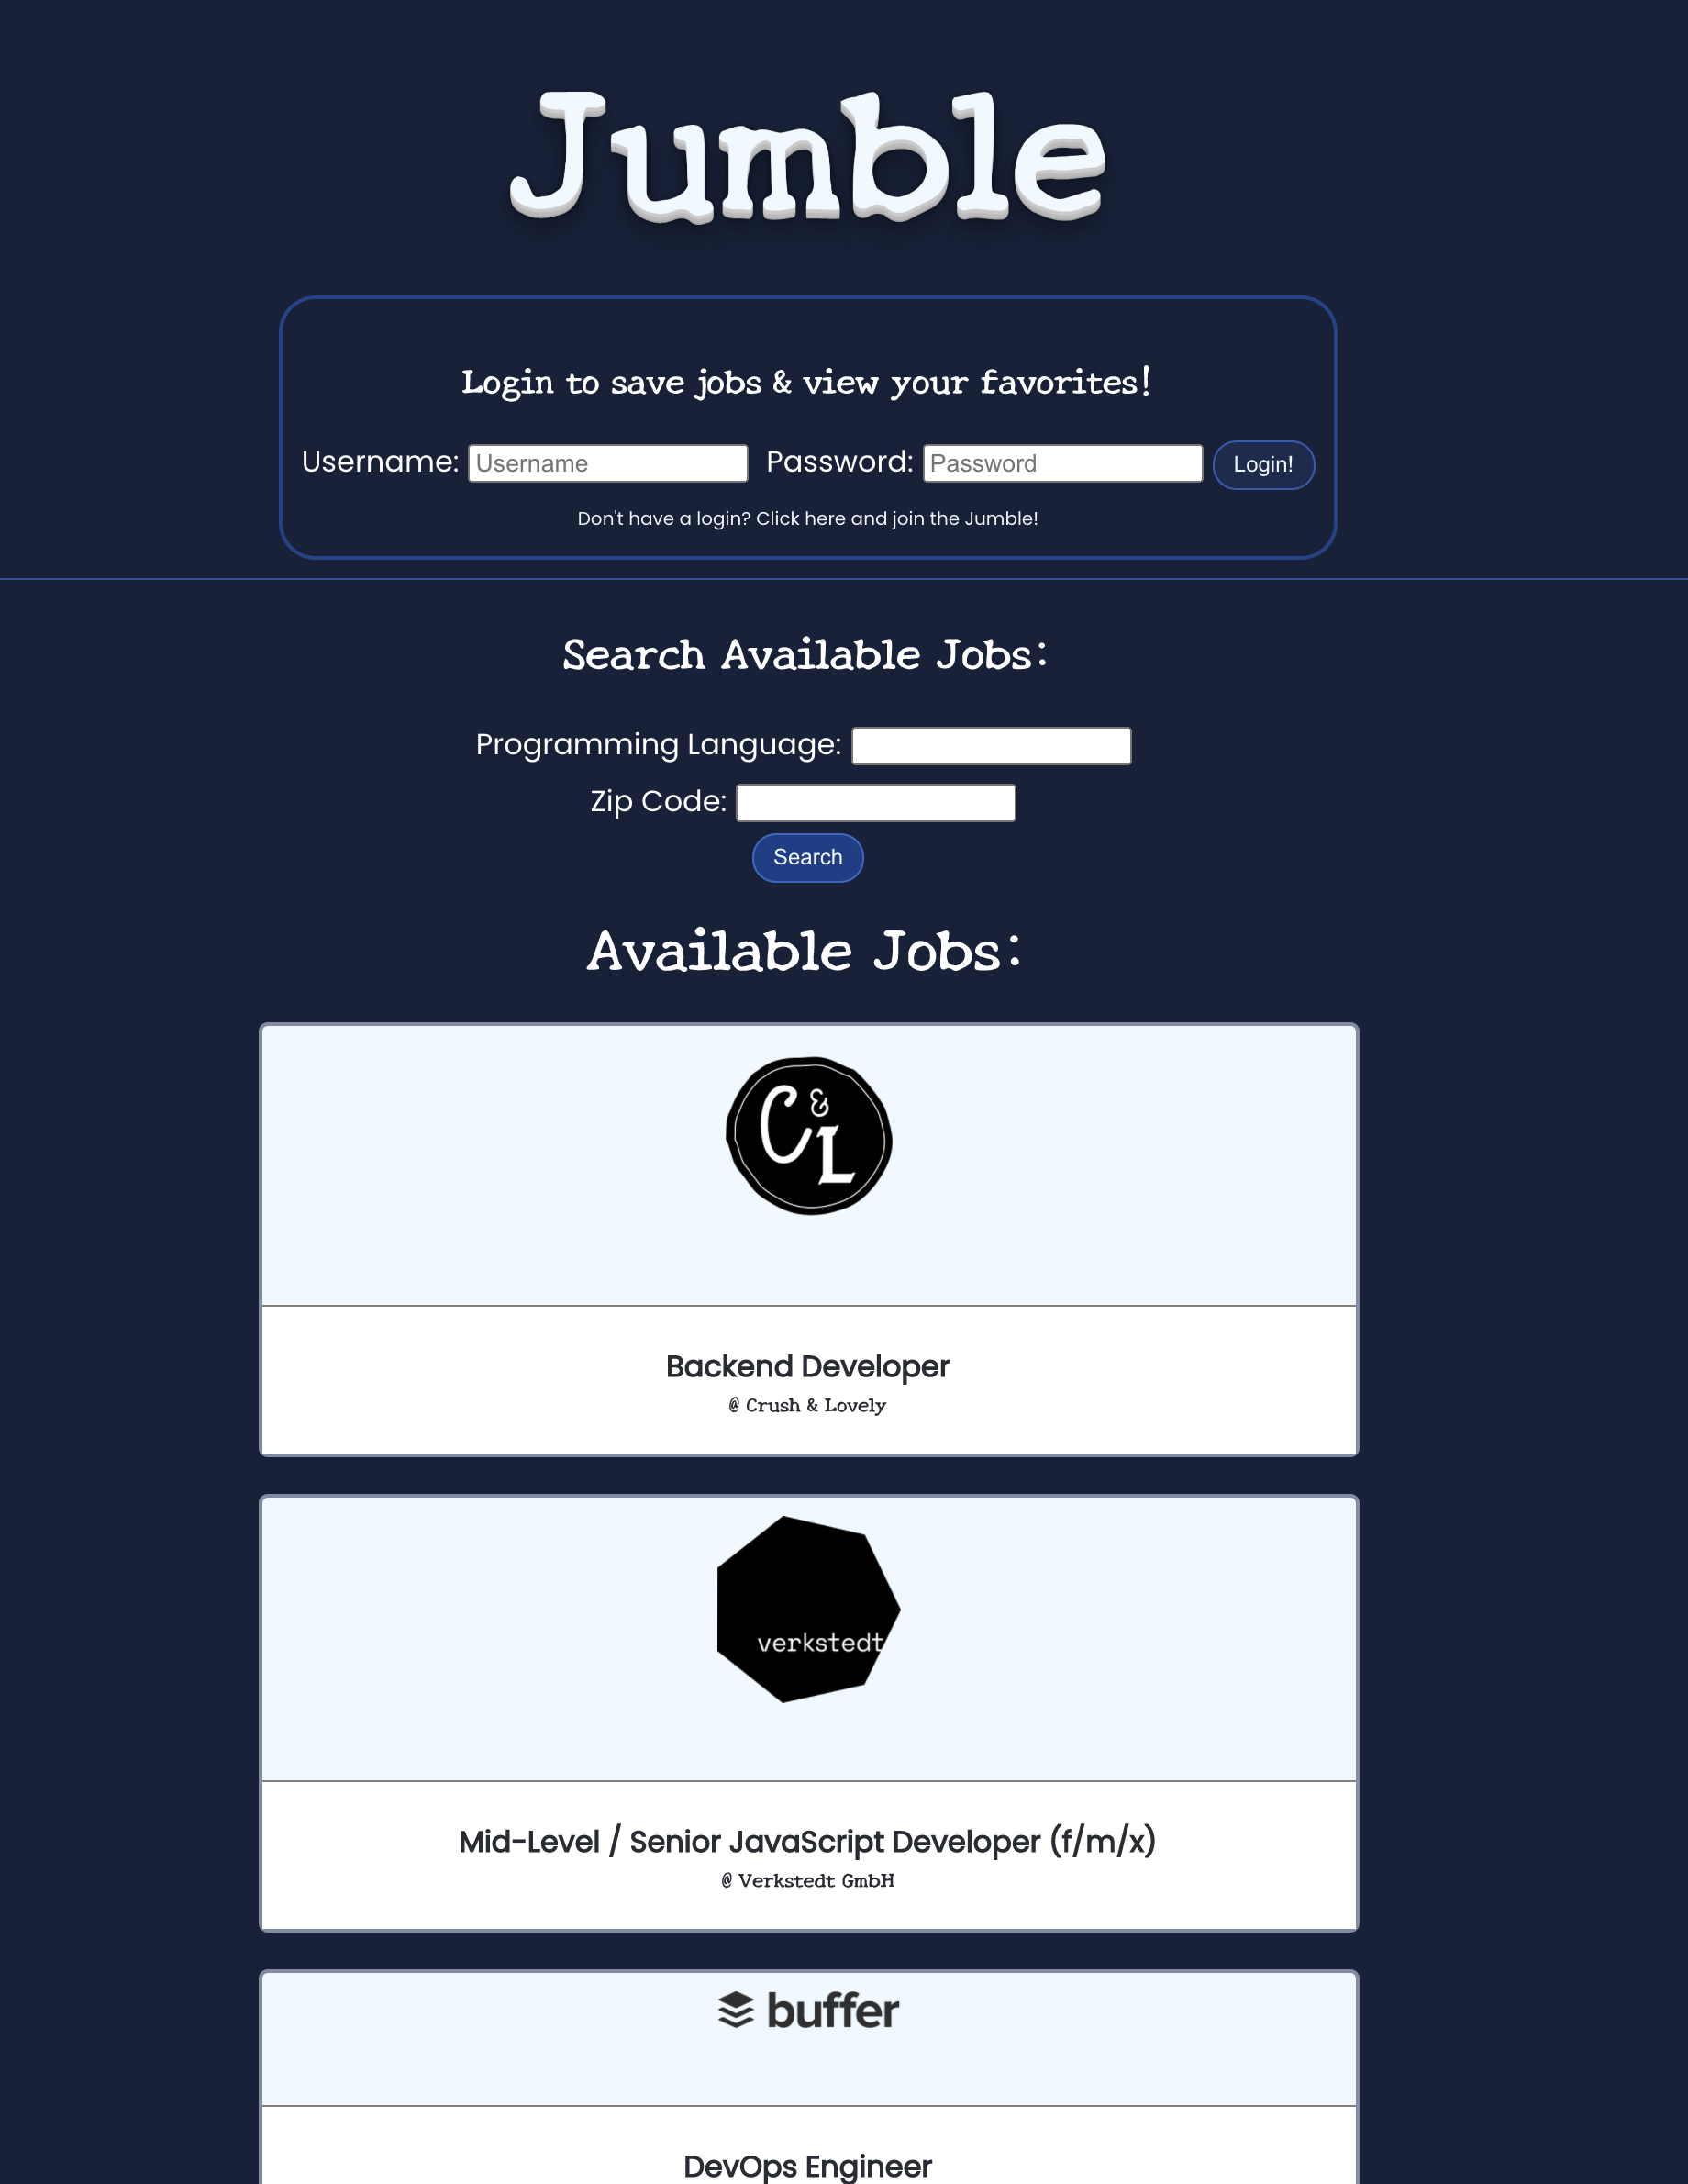 Jumble
Login to save jobs & view your favorites!
Username: Username Password: Password Login!
Don't have a login? Click here and join the Jumble!
Search Available Jobs:
Programming Language:
Zip Code:
Search
Available Jobs:
C&L
Backend Developer
@ Crush & Lovely
verkstedt
Mid-Level / Senior JavaScript Developer (f/m/x)
@ Verkstedt GmbH
buffer
DevOps Engineer